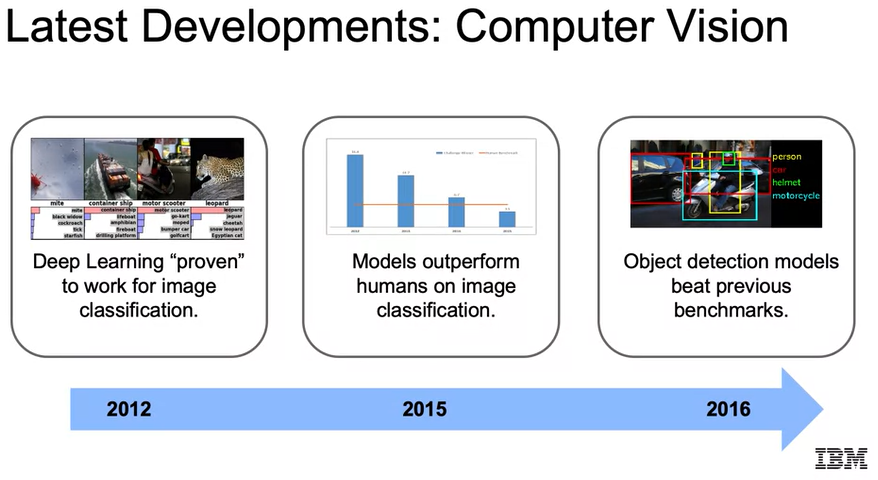 Latest Developments: Computer Vision
mite
container ship
motor scooter
leopard
mite
black widow
cockroach
tick
starfish
container ship
lifeboat
amphibian
fireboat
drilling platform
motor scooter
go-kart
moped
bumper car
golfcart
leopard
jaguar
cheetah
snow leopard
Egyptian cat
Deep Learning “proven”
to work for image
classification.
Models outperform
humans on image
classification.
person
car
helmet
motorcycle
Object detection models
beat previous
benchmarks.
2012
2015
2016
IBM